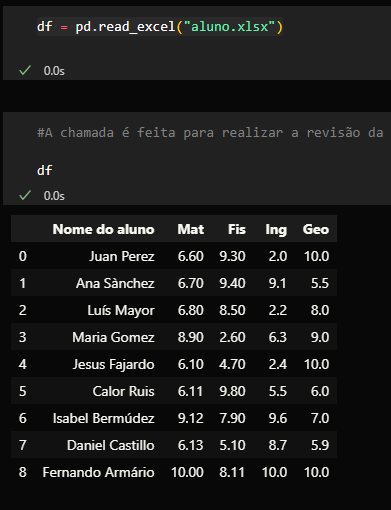 df = pd.read_excel("aluno.xlsx")
0.0s
#A chamada é feita para realizar a revisão da
df
0.0s
Nome do aluno Mat Fis Ing Geo
0 Juan Perez 6.60 9.30 2.0 10.0
1 Ana Sànchez 6.70 9.40 9.1 5.5
2 Luís Mayor 6.80 8.50 2.2 8.0
3 Maria Gomez 8.90 2.60 6.3 9.0
4 Jesus Fajardo 6.10 4.70 2.4 10.0
5 Calor Ruis 6.11 9.80 5.5 6.0
6 Isabel Bermúdez 9.12 7.90 9.6 7.0
7 Daniel Castillo 6.13 5.10 8.7 5.9
8 Fernando Armário 10.00 8.11 10.0 10.0